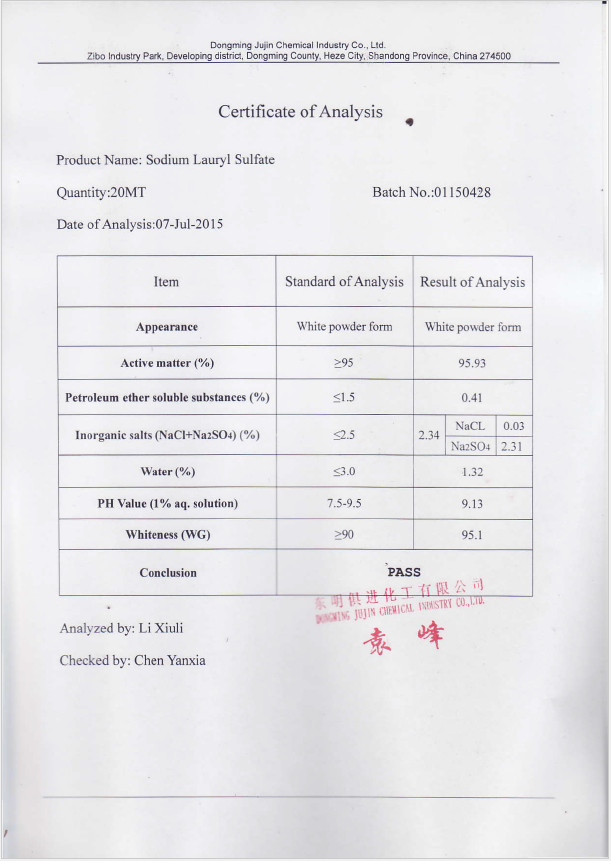 Dongming Jujin Chemical Industry Co., Ltd.
Zibo Industry Park, Developing district, Dongming County, Heze City, Shandong Province, China 274500
Certificate of Analysis
Product Name: Sodium Lauryl Sulfate
Quantity:20MT Batch No.:01150428
Date of Analysis:07-Jul-2015
Item Standard of Analysis Result of Analysis
Appearance White powder form White powder form
Active matter (%) ≥95 95.93
Petroleum ether soluble substances (%) ≤1.5 0.41
Inorganic salts (NaCl+Na2SO4) (%) ≤2.5 2.34 NaCL 0.03
Na2SO4 2.31
Water (%) ≤3.0 1.32
PH Value (1% aq. solution) 7.5-9.5 9.13
Whiteness (WG) ≥90 95.1
Conclusion PASS
东明俱进化工有限公司
DONGMING JUJIN CHEMICAL INDUSTRY CO.,LTD.
袁峰
Analyzed by: Li Xiuli
Checked by: Chen Yanxia